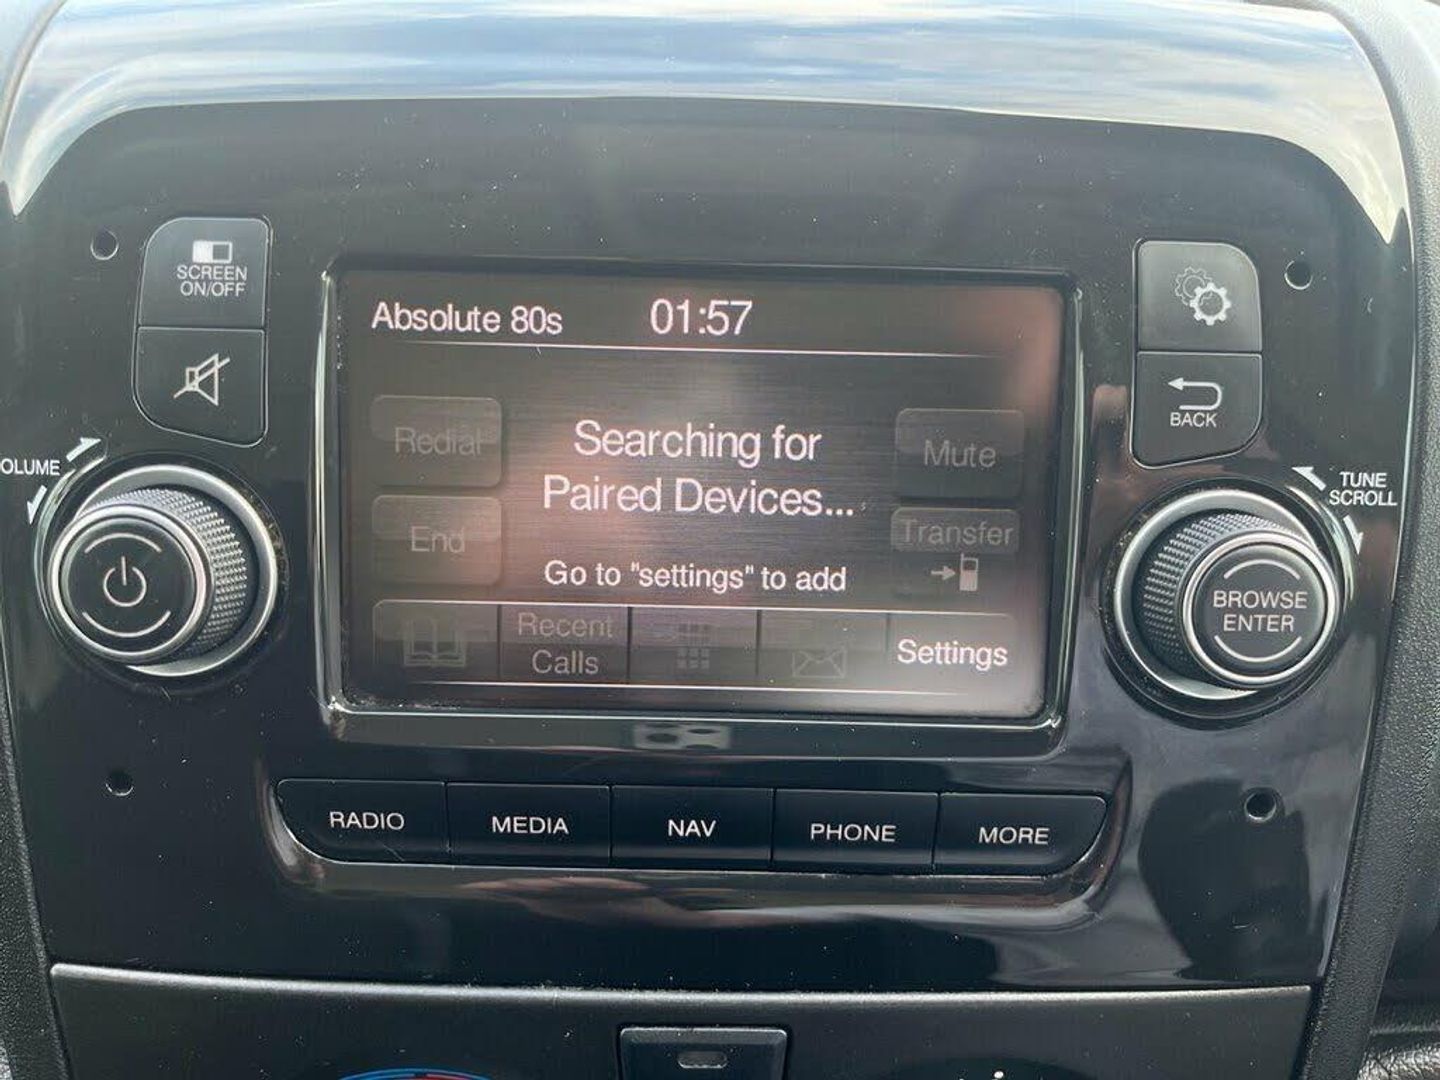 SCREEN
ON/OFF
Absolute 80s
01:57
Redial
Searching for
Paired Devices...
Mute
End
Transfer
Go to "settings" to add
Recent
Calls
Settings
BACK
OLUME
TUNE
SCROLL
BROWSE
ENTER
RADIO
MEDIA
NAV
PHONE
MORE